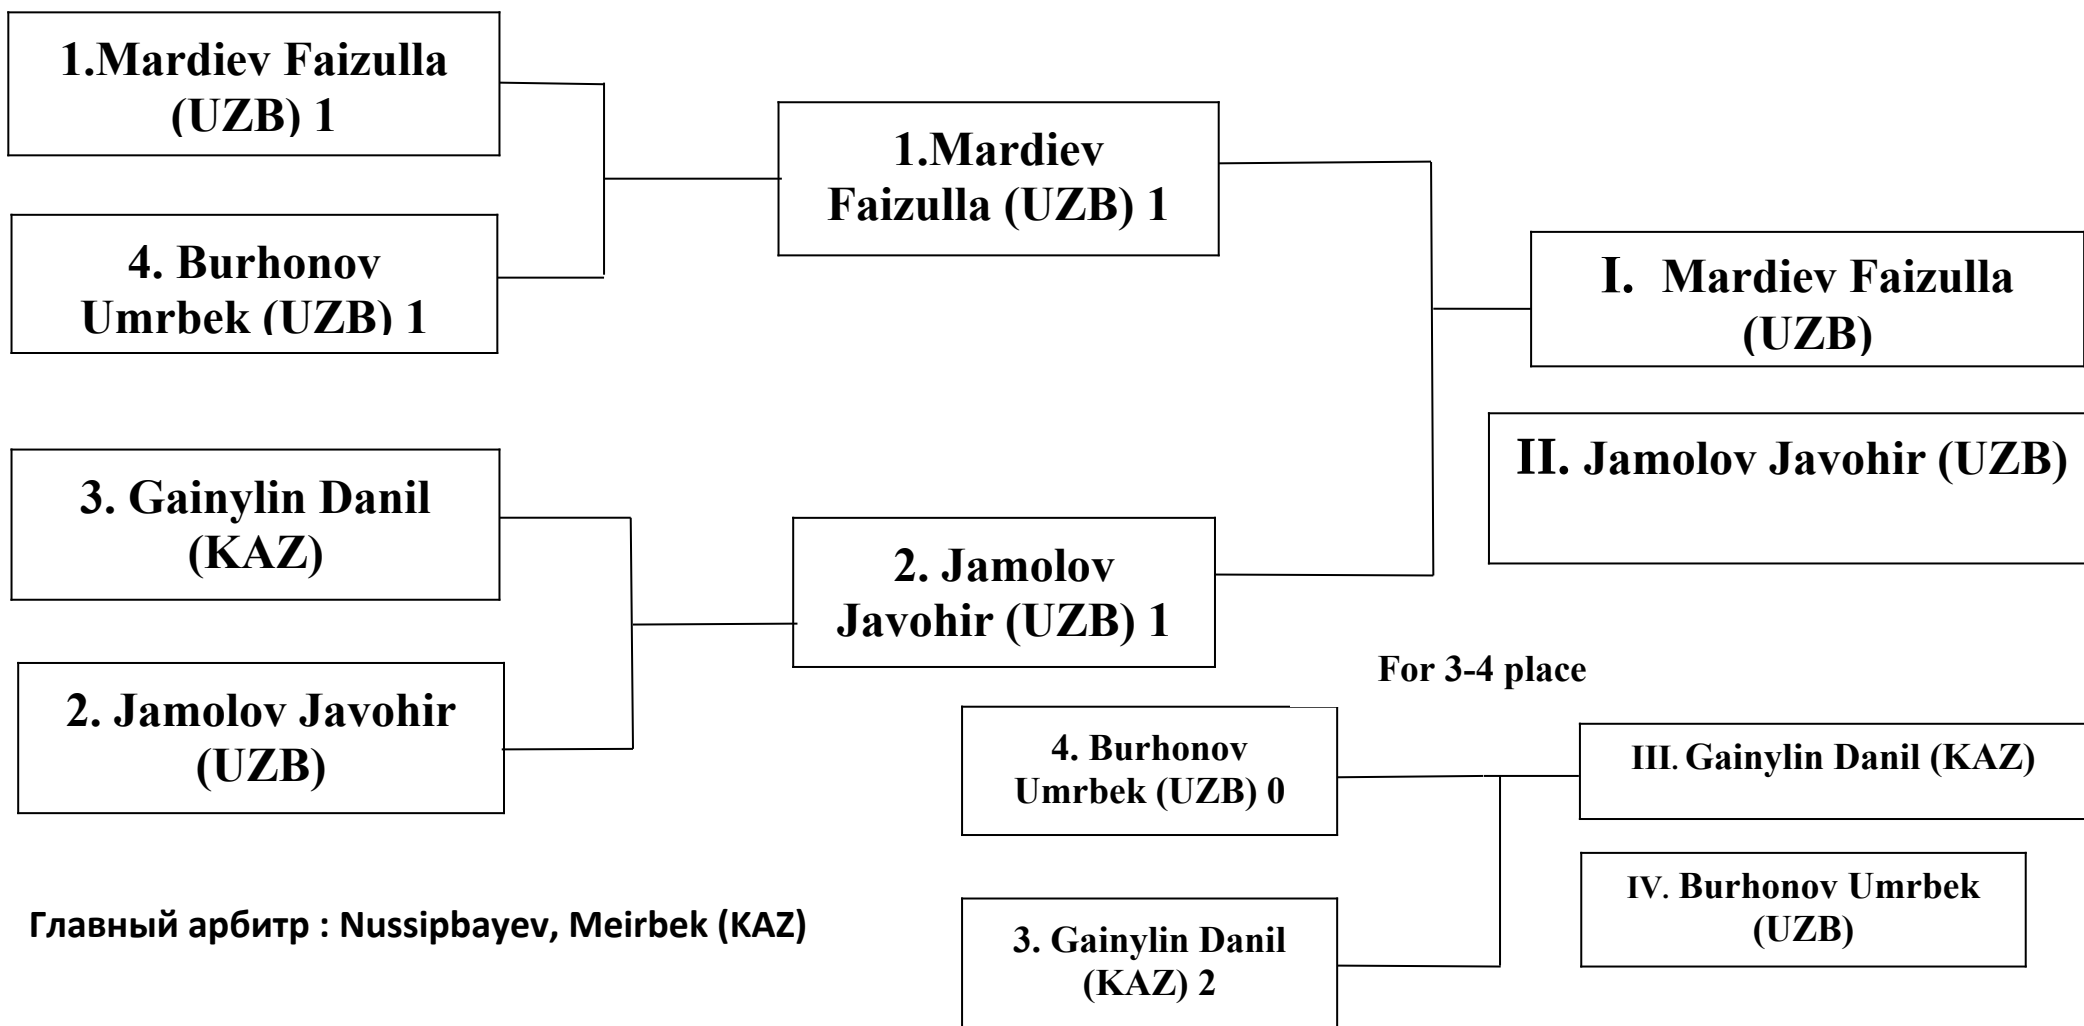 1.Mardiev Faizulla
(UZB) 1
4. Burhonov
Umrbek (UZB) 1
1.Mardiev
Faizulla (UZB) 1
I. Mardiev Faizulla
(UZB)
II. Jamolov Javohir (UZB)
3. Gainylin Danil
(KAZ)
2. Jamolov Javohir
(UZB)
2. Jamolov
Javohir (UZB) 1
For 3-4 place
4. Burhonov
Umrbek (UZB) 0
3. Gainylin Danil
(KAZ) 2
III. Gainylin Danil (KAZ)
IV. Burhonov Umrbek
(UZB)
Главный арбитр : Nussipbayev, Meirbek (KAZ)